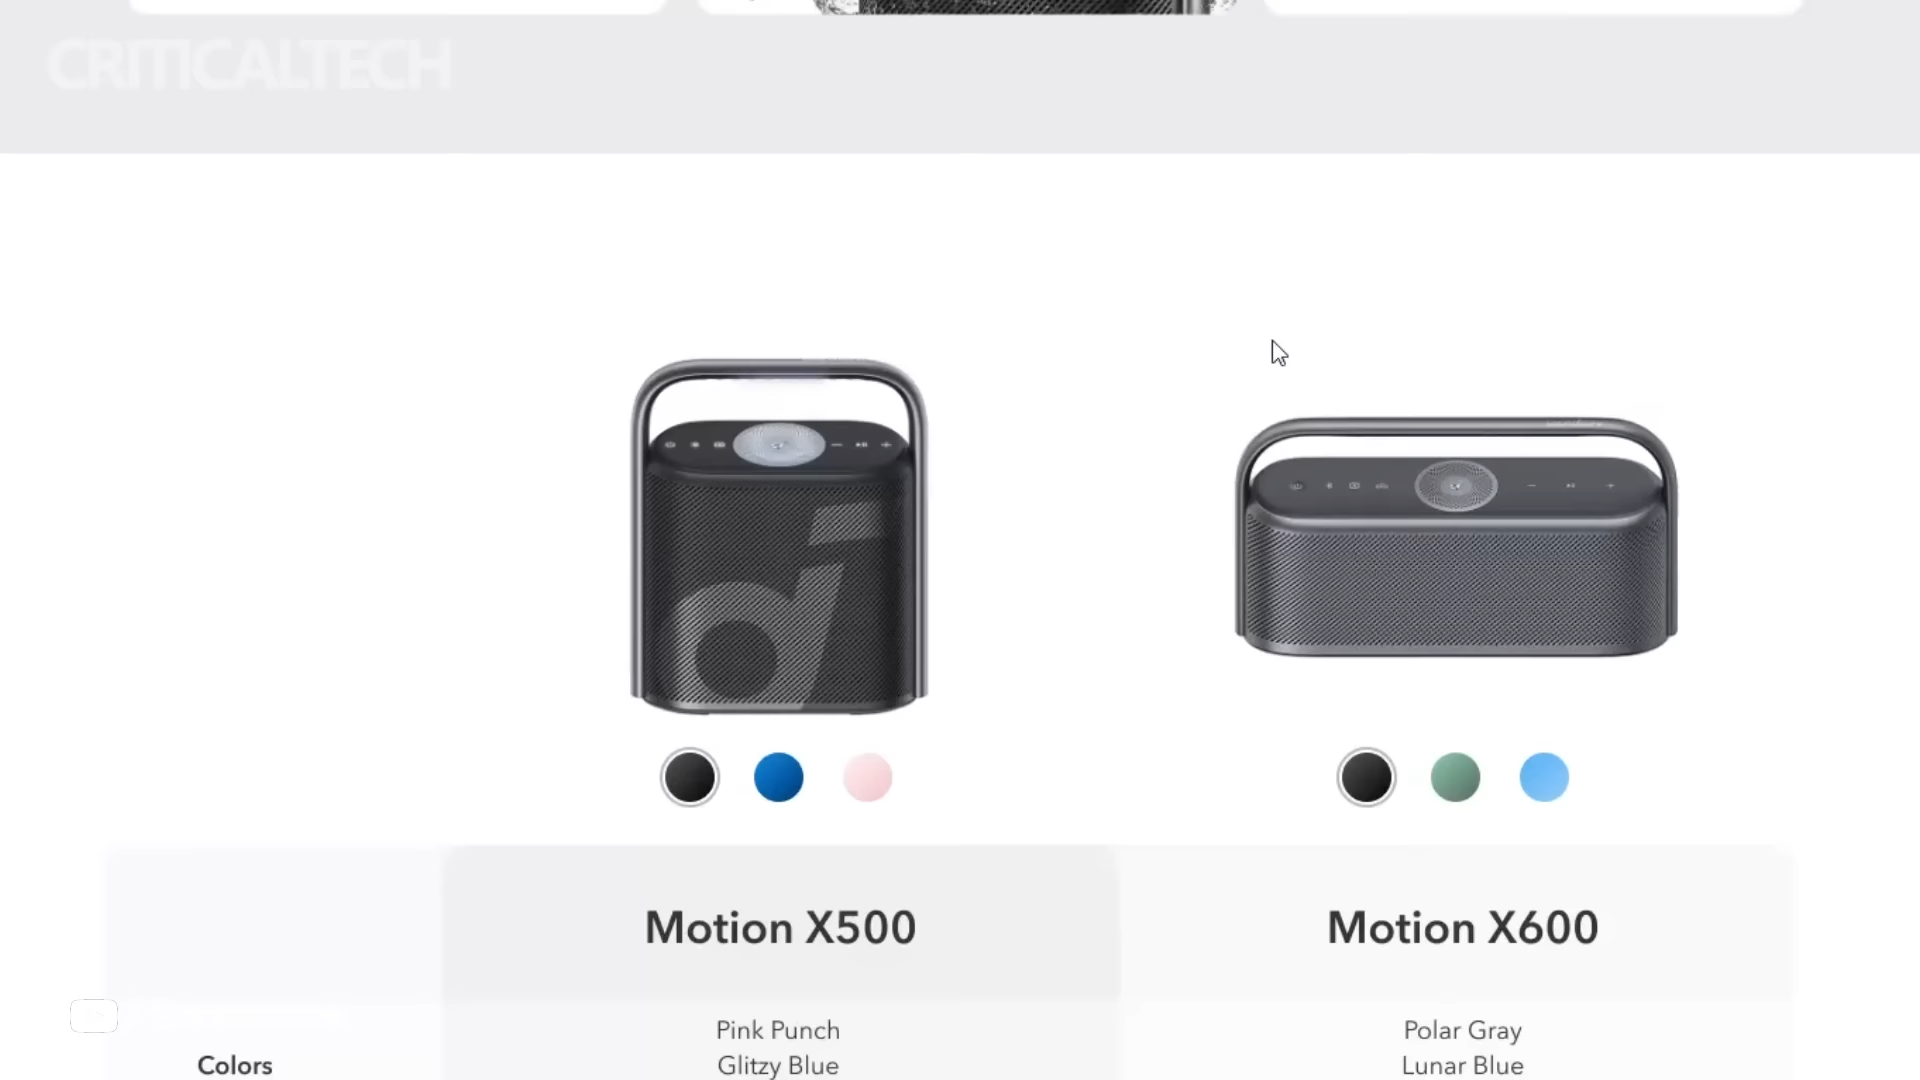 CRITICALTECH
Motion X500
Motion X600
Colors
Pink Punch
Glitzy Blue
Polar Gray
Lunar Blue